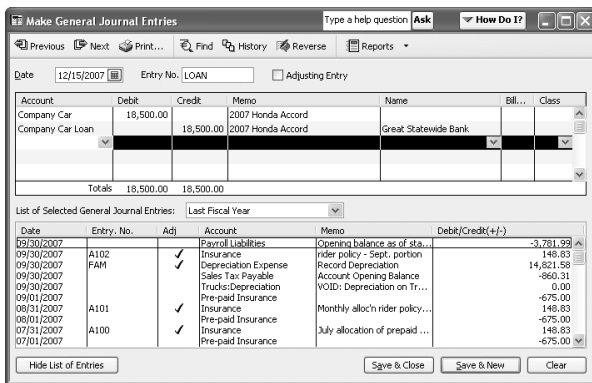 Make General Journal Entries Type a help question Ask How Do I?
Previous Next Print... Find History Reverse Reports
Date 12/15/2007 Entry No. LOAN Adjusting Entry
Account Debit Credit Memo Name Bill... Class
Company Car 18,500.00 2007 Honda Accord
Company Car Loan 18,500.00 2007 Honda Accord Great Statewide Bank
Totals 18,500.00 18,500.00
List of Selected General Journal Entries: Last Fiscal Year
Date Entry. No. Adj Account Memo Debit/Credit(+/-)
09/30/2007 Payroll Liabilities Opening balance as of sta... -3,781.99
09/30/2007 A102 ✓ Insurance rider policy - Sept. portion 148.83
09/30/2007 FAM ✓ Depreciation Expense Record Depreciation 14,821.58
09/30/2007 Sales Tax Payable Account Opening Balance -860.31
09/30/2007 Trucks:Depreciation VOID: Depreciation on Tr... 0.00
09/01/2007 Pre-paid Insurance -675.00
08/31/2007 A101 ✓ Insurance Monthly alloc'n rider policy... 148.83
08/01/2007 Pre-paid Insurance -675.00
07/31/2007 A100 ✓ Insurance July allocation of prepaid ... 148.83
07/01/2007 Pre-paid Insurance -675.00
Hide List of Entries Save & Close Save & New Clear